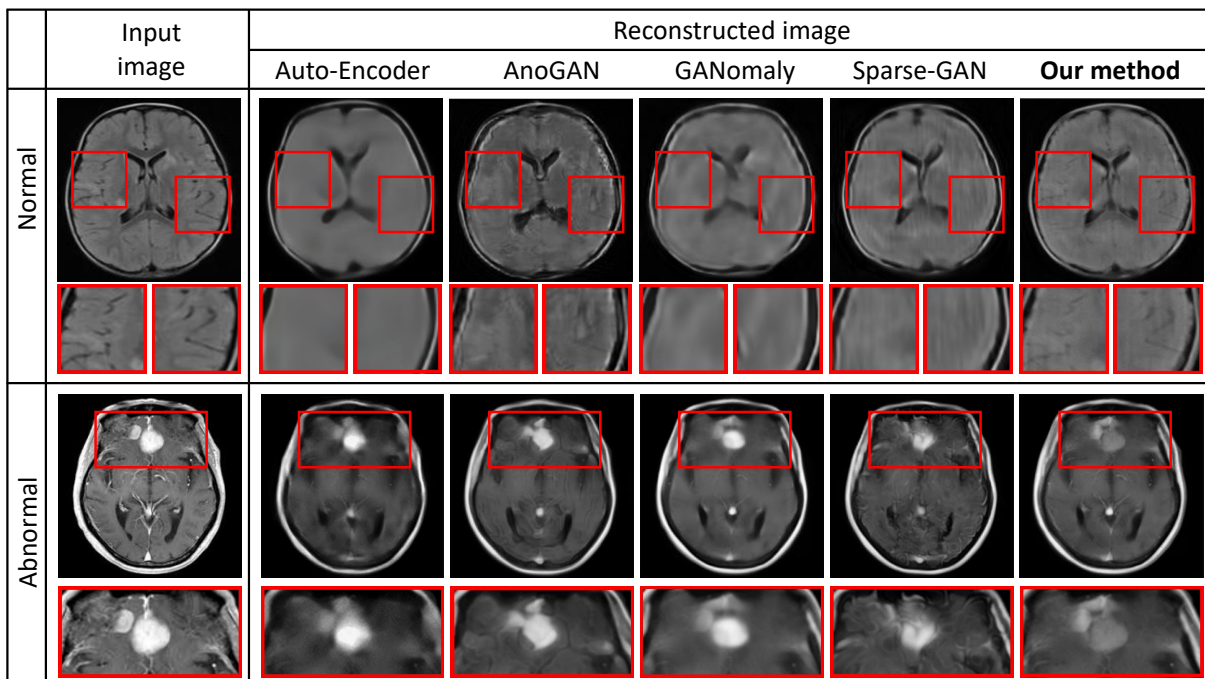 Input
image
Reconstructed image
Auto-Encoder
AnoGAN
GANomaly
Sparse-GAN
Our method
Normal
Abnormal